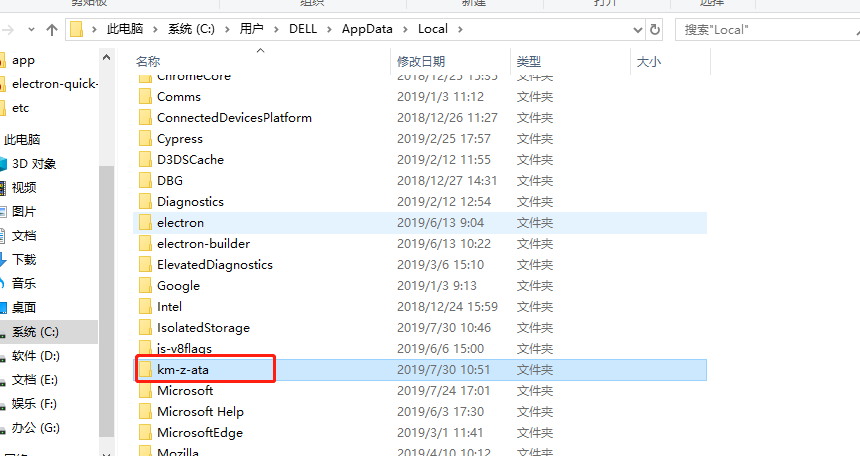 剪贴板 组织 新建 打开 选择
此电脑 系统 (C:) 用户 DELL AppData Local 搜索"Local"
名称 修改日期 类型 大小
app
electron-quick-
etc
此电脑
3D 对象
视频
图片
文档
下载
音乐
桌面
系统 (C:)
软件 (D:)
文档 (E:)
娱乐 (F:)
办公 (G:)
ChromeCore 2018/12/25 15:55 文件夹
Comms 2019/1/3 11:12 文件夹
ConnectedDevicesPlatform 2018/12/26 11:27 文件夹
Cypress 2019/2/25 17:57 文件夹
D3DSCache 2019/2/12 11:55 文件夹
DBG 2018/12/27 14:31 文件夹
Diagnostics 2019/2/12 12:54 文件夹
electron 2019/6/13 9:04 文件夹
electron-builder 2019/6/13 10:22 文件夹
ElevatedDiagnostics 2019/3/6 15:10 文件夹
Google 2019/1/3 9:13 文件夹
Intel 2018/12/24 15:59 文件夹
IsolatedStorage 2019/7/30 10:46 文件夹
js-v8flags 2019/6/6 15:00 文件夹
km-z-ata 2019/7/30 10:51 文件夹
Microsoft 2019/7/24 17:01 文件夹
Microsoft Help 2019/6/3 17:30 文件夹
MicrosoftEdge 2019/3/1 11:41 文件夹
Mozilla 2019/4/10 10:12 文件夹